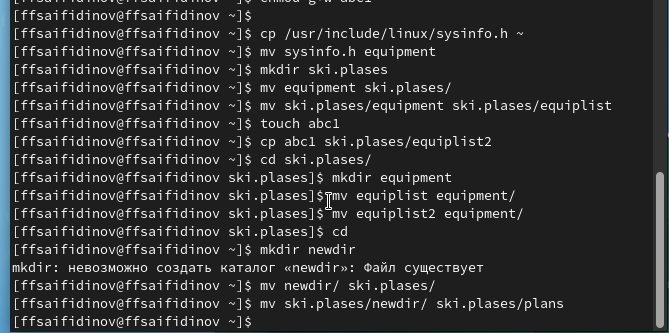 [ffsaifidinov@ffsaifidinov ~]$ chmod g+w abc1
[ffsaifidinov@ffsaifidinov ~]$
[ffsaifidinov@ffsaifidinov ~]$ cp /usr/include/linux/sysinfo.h ~
[ffsaifidinov@ffsaifidinov ~]$ mv sysinfo.h equipment
[ffsaifidinov@ffsaifidinov ~]$ mkdir ski.plases
[ffsaifidinov@ffsaifidinov ~]$ mv equipment ski.plases/
[ffsaifidinov@ffsaifidinov ~]$ mv ski.plases/equipment ski.plases/equiplist
[ffsaifidinov@ffsaifidinov ~]$ touch abc1
[ffsaifidinov@ffsaifidinov ~]$ cp abc1 ski.plases/equiplist2
[ffsaifidinov@ffsaifidinov ~]$ cd ski.plases/
[ffsaifidinov@ffsaifidinov ski.plases]$ mkdir equipment
[ffsaifidinov@ffsaifidinov ski.plases]$ mv equiplist equipment/
[ffsaifidinov@ffsaifidinov ski.plases]$ mv equiplist2 equipment/
[ffsaifidinov@ffsaifidinov ski.plases]$ cd
[ffsaifidinov@ffsaifidinov ~]$ mkdir newdir
mkdir: невозможно создать каталог «newdir»: Файл существует
[ffsaifidinov@ffsaifidinov ~]$ mv newdir/ ski.plases/
[ffsaifidinov@ffsaifidinov ~]$ mv ski.plases/newdir/ ski.plases/plans
[ffsaifidinov@ffsaifidinov ~]$